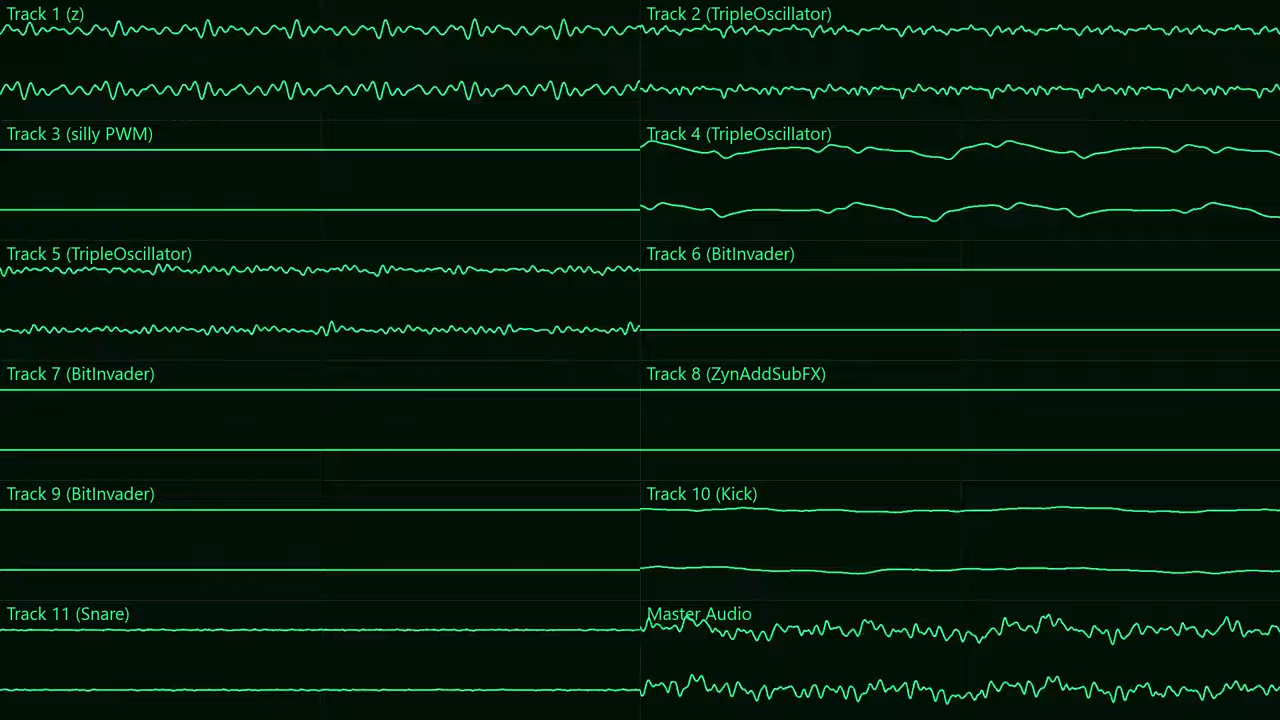 Track 1 (z)
Track 2 (TripleOscillator)
Track 3 (silly PWM)
Track 4 (TripleOscillator)
Track 5 (TripleOscillator)
Track 6 (BitInvader)
Track 7 (BitInvader)
Track 8 (ZynAddSubFX)
Track 9 (BitInvader)
Track 10 (Kick)
Track 11 (Snare)
Master Audio